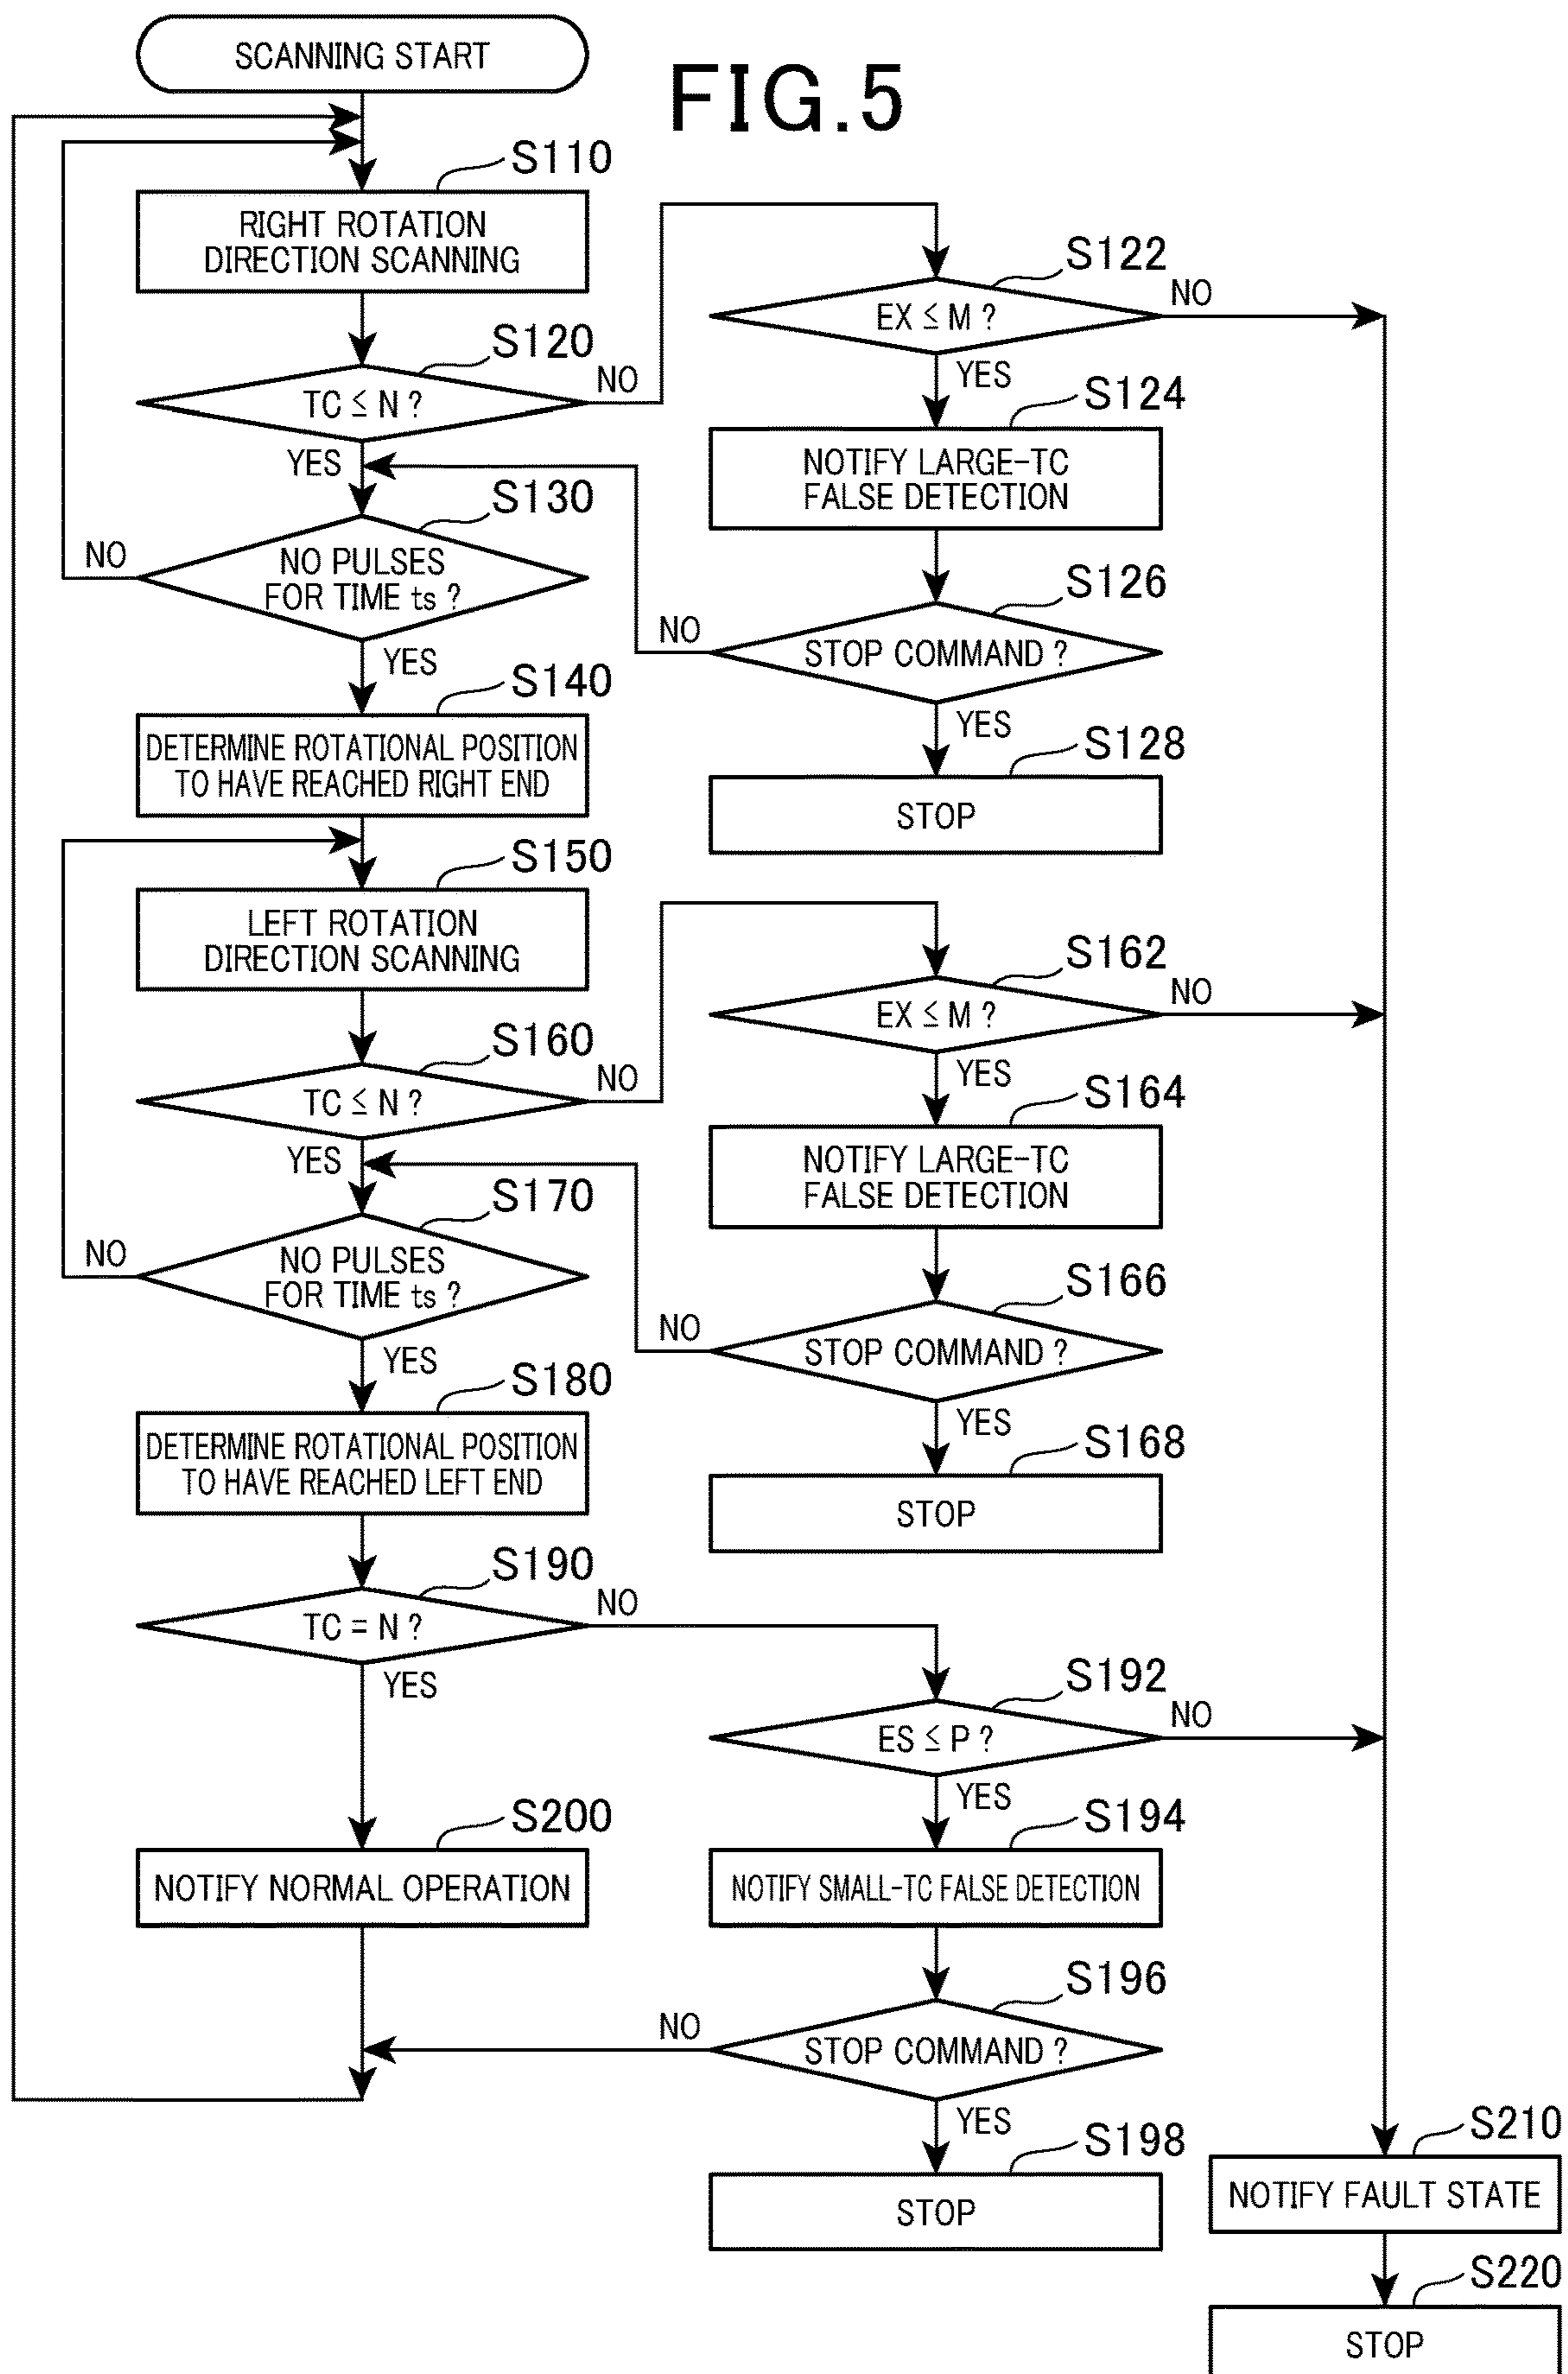 SCANNING START
FIG.5
S110
RIGHT ROTATION
DIRECTION SCANNING
S120
TC ≤ N ?
NO
YES
S122
EX ≤ M ?
NO
YES
S124
NOTIFY LARGE-TC
FALSE DETECTION
S126
STOP COMMAND ?
NO
YES
S128
STOP
S130
NO PULSES
FOR TIME ts ?
NO
YES
S140
DETERMINE ROTATIONAL POSITION
TO HAVE REACHED RIGHT END
S150
LEFT ROTATION
DIRECTION SCANNING
S160
TC ≤ N ?
NO
YES
S162
EX ≤ M ?
NO
YES
S164
NOTIFY LARGE-TC
FALSE DETECTION
S166
STOP COMMAND ?
NO
YES
S168
STOP
S170
NO PULSES
FOR TIME ts ?
NO
YES
S180
DETERMINE ROTATIONAL POSITION
TO HAVE REACHED LEFT END
S190
TC = N ?
NO
YES
S192
ES ≤ P ?
NO
YES
S194
NOTIFY SMALL-TC FALSE DETECTION
S196
STOP COMMAND ?
NO
YES
S198
STOP
S200
NOTIFY NORMAL OPERATION
S210
NOTIFY FAULT STATE
S220
STOP